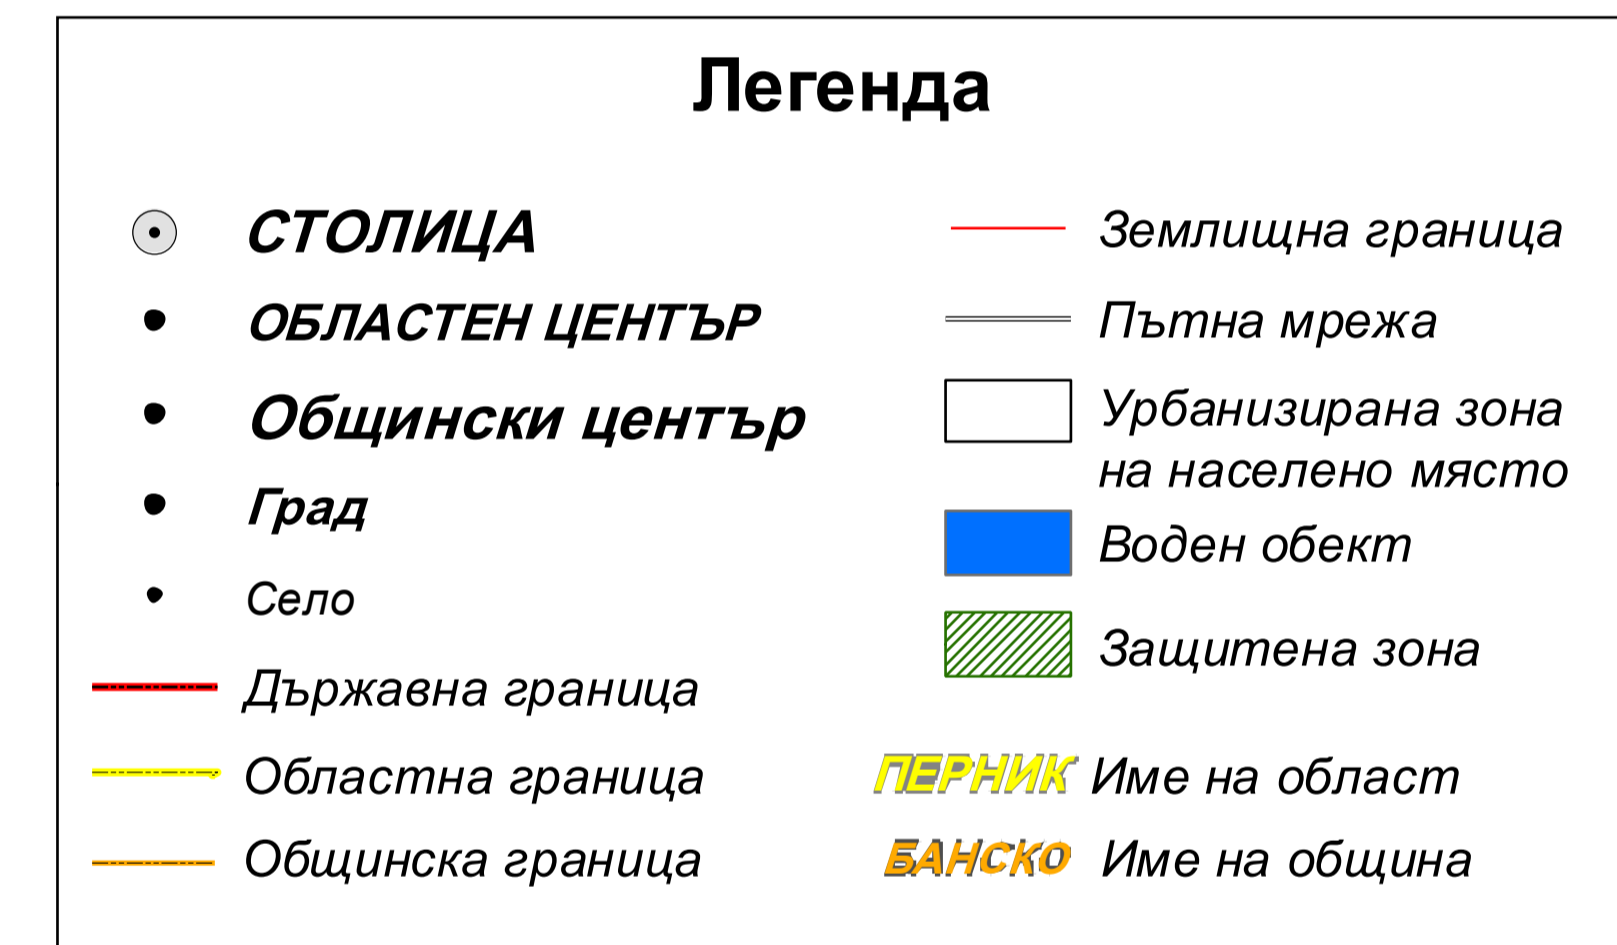 Легенда
СТОЛИЦА
ОБЛАСТЕН ЦЕНТЪР
Общински център
Град
Село
Държавна граница
Областна граница
Общинска граница
Землищна граница
Пътна мрежа
Урбанизирана зона
на населено място
Воден обект
Защитена зона
ПЕРНИК Име на област
БАНСКО Име на община